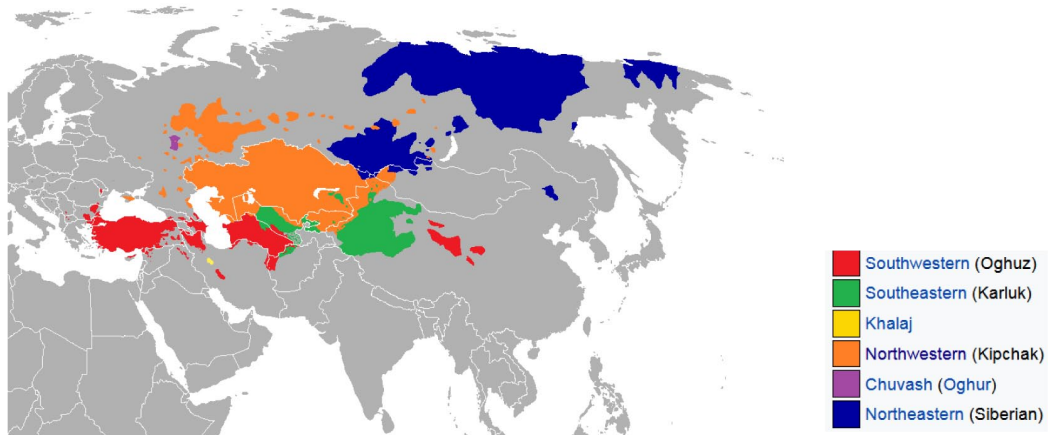 Southwestern (Oghuz)
Southeastern (Karluk)
Khalaj
Northwestern (Kipchak)
Chuvash (Oghur)
Northeastern (Siberian)